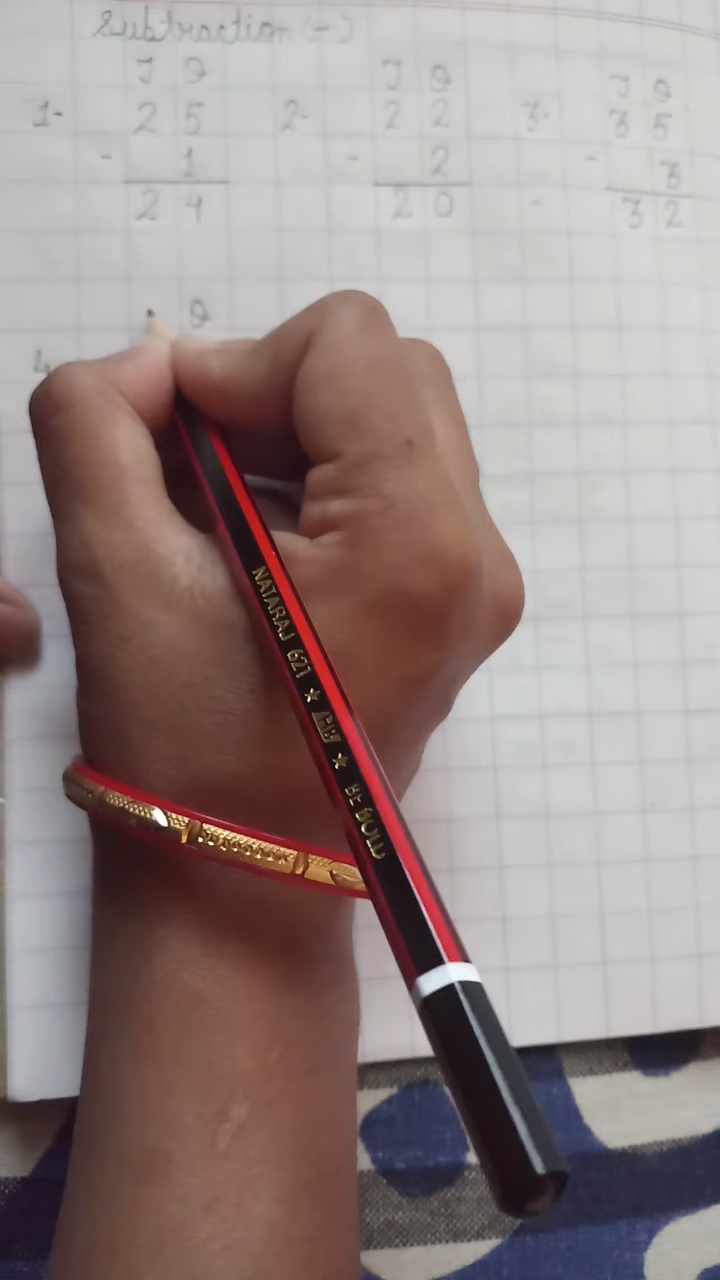 Subtraction (-)
T O T O T O
1- 2 5 2- 2 2 3- 3 5
- 1 - 2 - 3
2 4 2 0 - 3 2
O
4
NATARAJ 621 ★ ★ BE BOLD